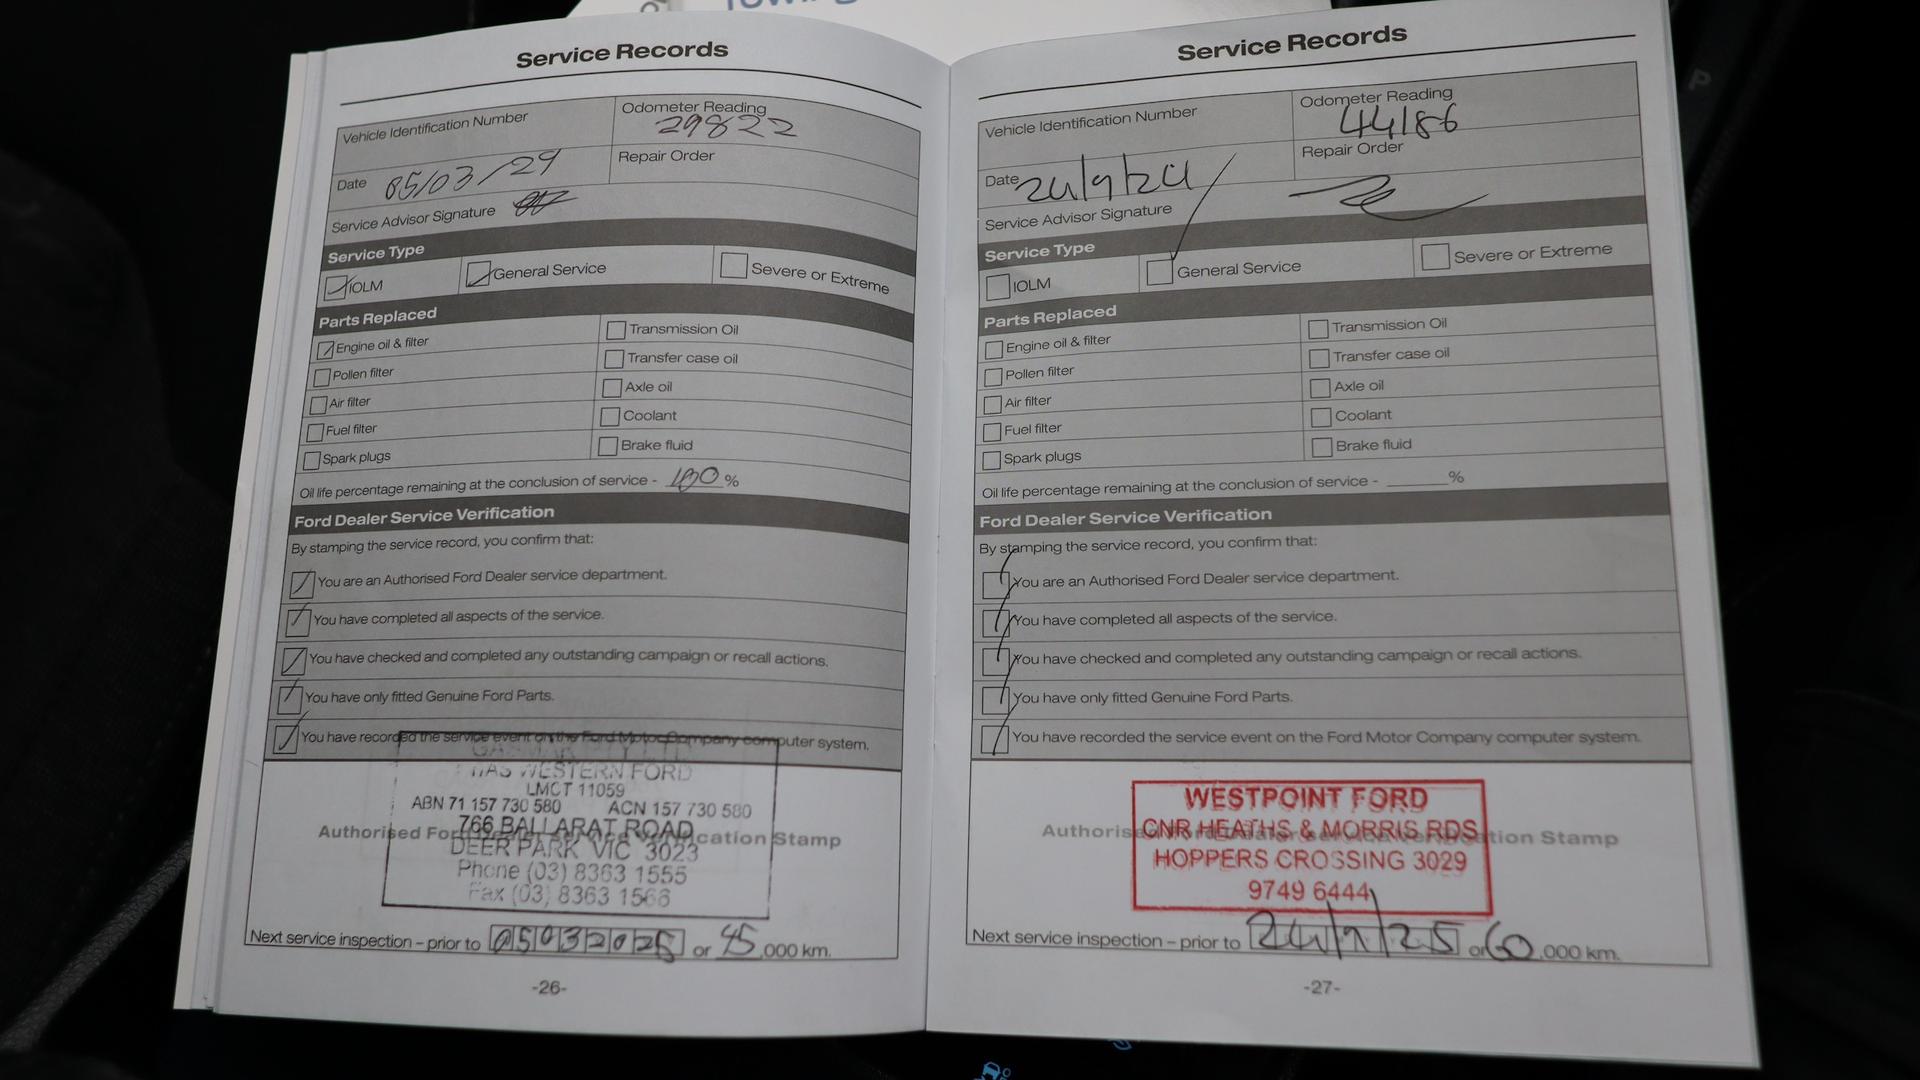 Service Records
Vehicle Identification Number
Odometer Reading
29822
Date 05/03/24
Repair Order
Service Advisor Signature
Service Type
IOLM
General Service
Severe or Extreme
Parts Replaced
Engine oil & filter
Transmission Oil
Pollen filter
Transfer case oil
Air filter
Axle oil
Fuel filter
Coolant
Spark plugs
Brake fluid
Oil life percentage remaining at the conclusion of service - 100 %
Ford Dealer Service Verification
By stamping the service record, you confirm that:
You are an Authorised Ford Dealer service department.
You have completed all aspects of the service.
You have checked and completed any outstanding campaign or recall actions.
You have only fitted Genuine Ford Parts.
You have recorded the service event on the Ford Motor Company computer system.
WESTERN FORD
LMCT 11059
ABN 71 157 730 580 ACN 157 730 580
766 BALLARAT ROAD
DEER PARK VIC 3023
Phone (03) 8363 1555
Fax (03) 8363 1566
Next service inspection – prior to 05032025 or 45,000 km.
-26-
Service Records
Vehicle Identification Number
Odometer Reading
44186
Date 24/9/24
Repair Order
Service Advisor Signature
Service Type
IOLM
General Service
Severe or Extreme
Parts Replaced
Engine oil & filter
Transmission Oil
Pollen filter
Transfer case oil
Air filter
Axle oil
Fuel filter
Coolant
Spark plugs
Brake fluid
Oil life percentage remaining at the conclusion of service - %
Ford Dealer Service Verification
By stamping the service record, you confirm that:
You are an Authorised Ford Dealer service department.
You have completed all aspects of the service.
You have checked and completed any outstanding campaign or recall actions.
You have only fitted Genuine Ford Parts.
You have recorded the service event on the Ford Motor Company computer system.
WESTPOINT FORD
CNR HEATHS & MORRIS RDS
HOPPERS CROSSING 3029
9749 6444
Next service inspection – prior to 24/9/25 or 60,000 km.
-27-